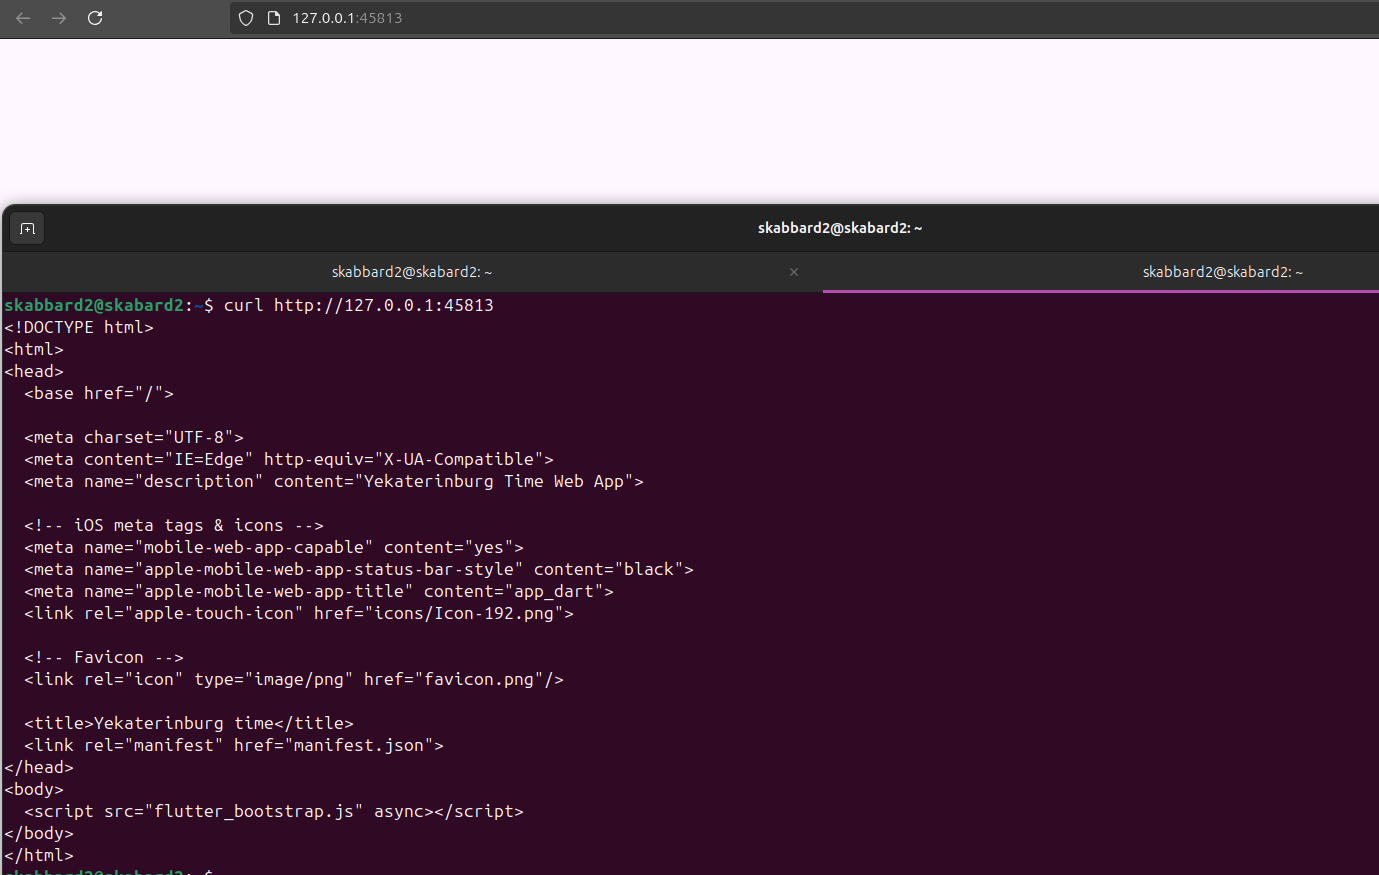 127.0.0.1:45813
skabbard2@skabard2: ~
skabbard2@skabard2: ~
skabbard2@skabard2: ~
skabbard2@skabard2:~$ curl http://127.0.0.1:45813
<!DOCTYPE html>
<html>
<head>
  <base href="/">
  <meta charset="UTF-8">
  <meta content="IE=Edge" http-equiv="X-UA-Compatible">
  <meta name="description" content="Yekaterinburg Time Web App">
  <!-- iOS meta tags & icons -->
  <meta name="mobile-web-app-capable" content="yes">
  <meta name="apple-mobile-web-app-status-bar-style" content="black">
  <meta name="apple-mobile-web-app-title" content="app_dart">
  <link rel="apple-touch-icon" href="icons/Icon-192.png">
  <!-- Favicon -->
  <link rel="icon" type="image/png" href="favicon.png"/>
  <title>Yekaterinburg time</title>
  <link rel="manifest" href="manifest.json">
</head>
<body>
  <script src="flutter_bootstrap.js" async></script>
</body>
</html>
skabbard2@skabard2:~$